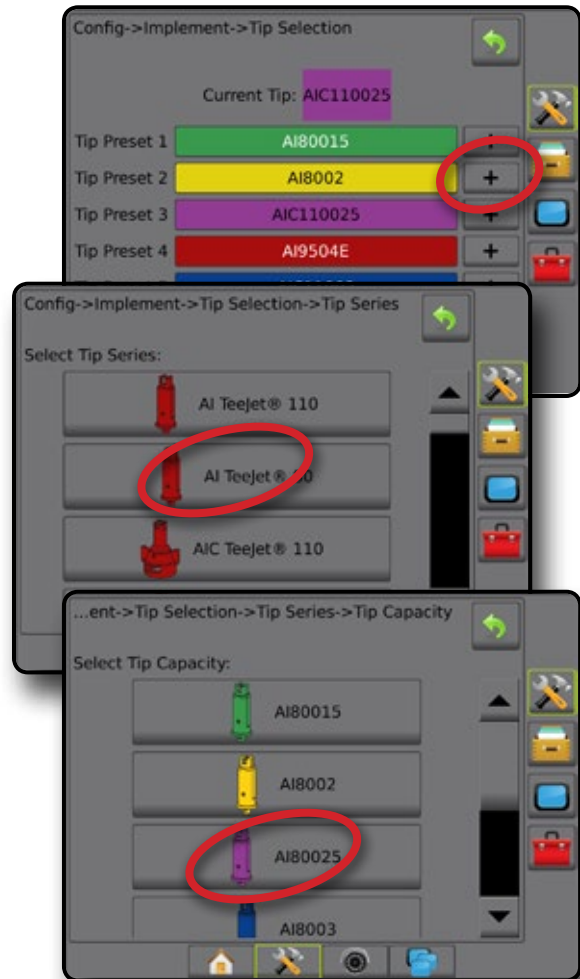 Config->Implement->Tip Selection
Current Tip: AIC110025
Tip Preset 1 AI80015 +
Tip Preset 2 AI8002 +
Tip Preset 3 AIC110025 +
Tip Preset 4 AI9504E +
Config->Implement->Tip Selection->Tip Series
Select Tip Series:
AI TeeJet® 110
AI TeeJet® 80
AIC TeeJet® 110
...ent->Tip Selection->Tip Series->Tip Capacity
Select Tip Capacity:
AI80015
AI8002
AI80025
AI8003